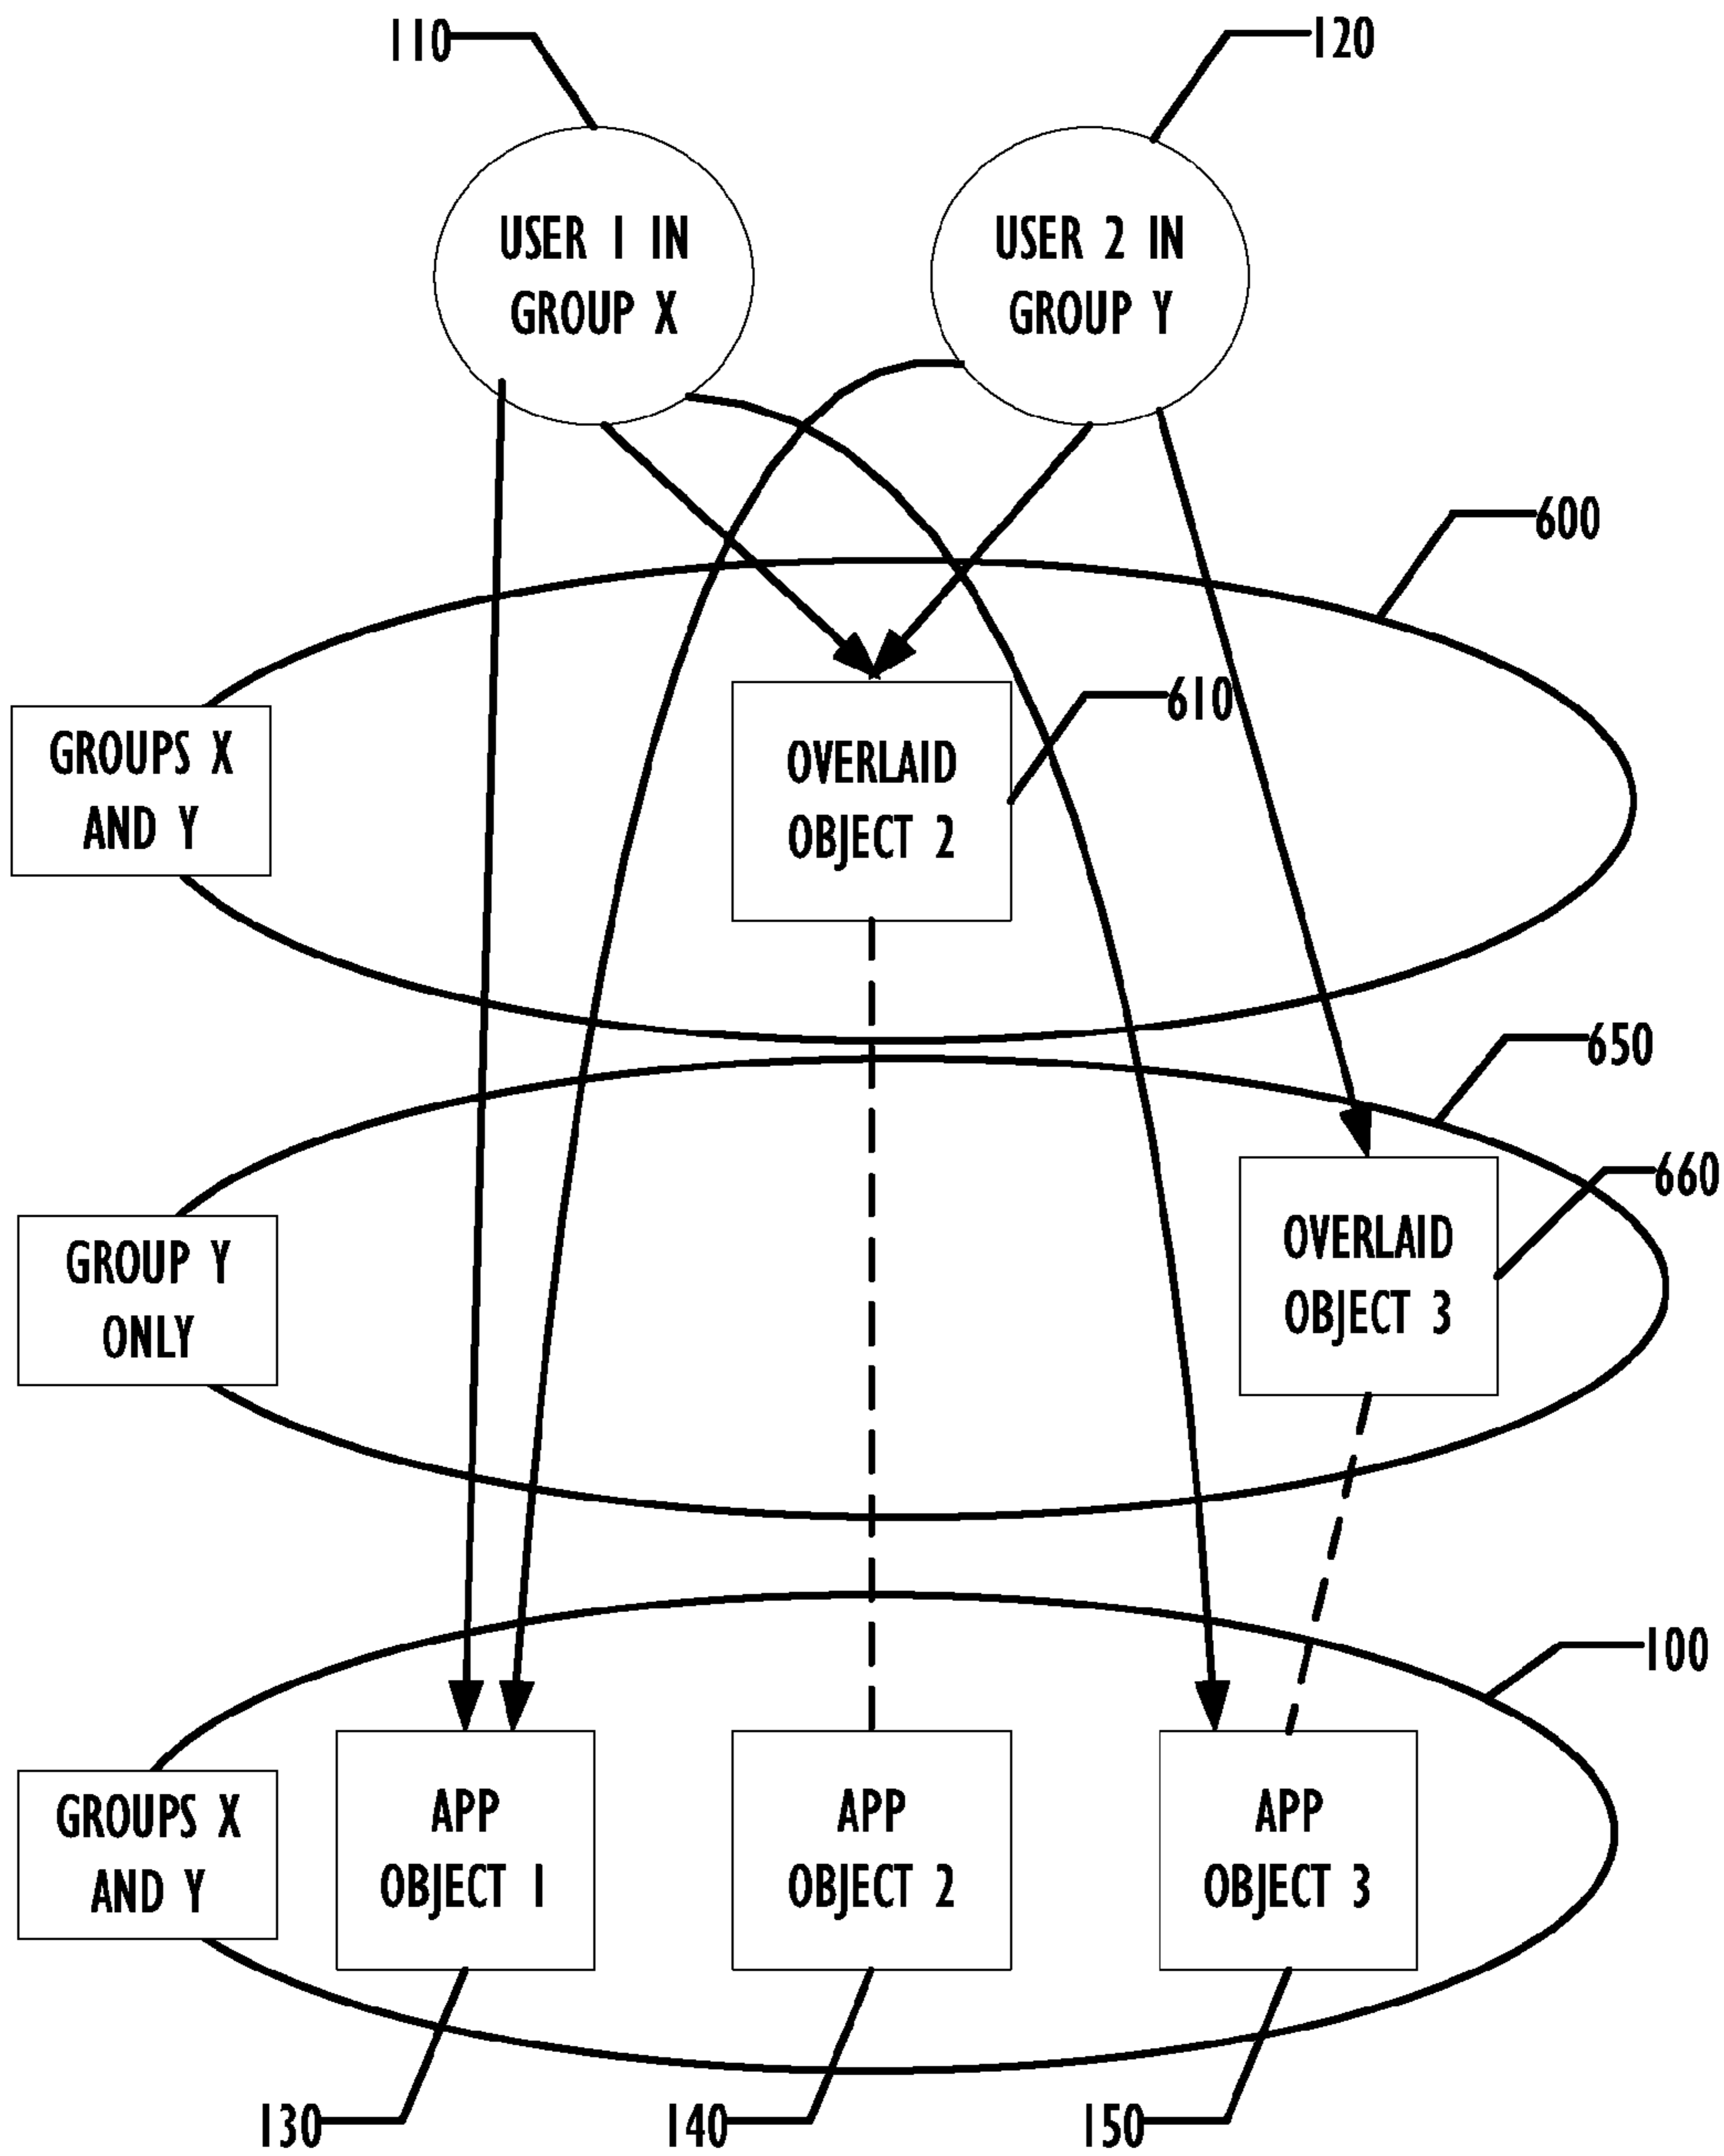 110
120
USER 1 IN
GROUP X
USER 2 IN
GROUP Y
600
610
GROUPS X
AND Y
OVERLAID
OBJECT 2
650
660
GROUP Y
ONLY
OVERLAID
OBJECT 3
100
GROUPS X
AND Y
APP
OBJECT 1
APP
OBJECT 2
APP
OBJECT 3
130
140
150